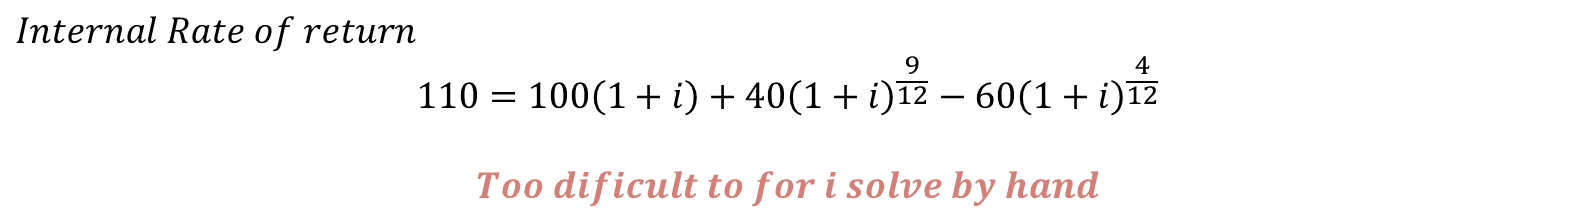 Internal Rate of return
110 = 100(1 + i) + 40(1 + i)^{9/12} − 60(1 + i)^{4/12}
Too dificult to for i solve by hand